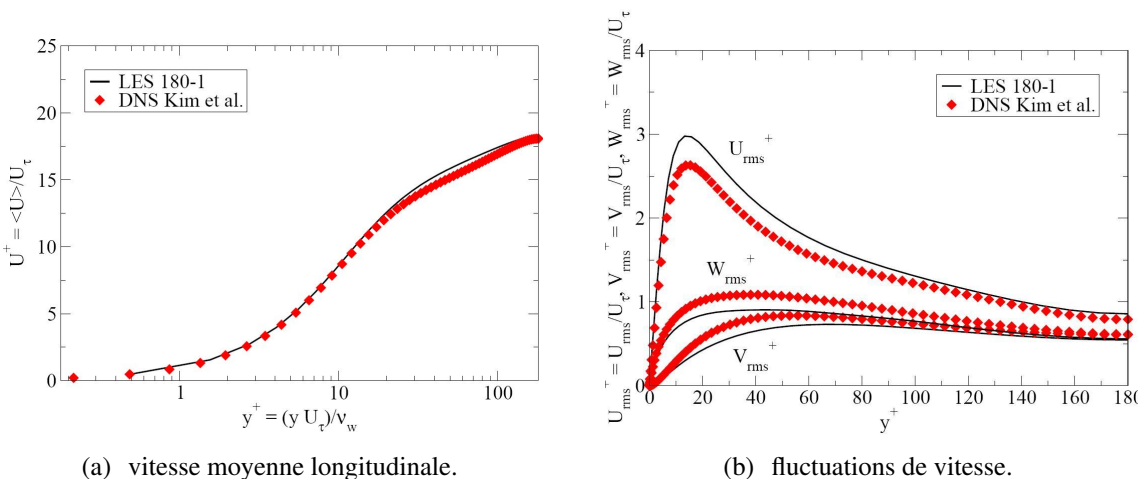 25
20
15
10
5
0
1
10
100
U⁺ = <U>/U_τ
y⁺ = (y U_τ)/ν_w
LES 180-1
DNS Kim et al.
(a) vitesse moyenne longitudinale.
4
3
2
1
0
0 20 40 60 80 100 120 140 160 180
U_rms⁺ = U_rms/U_τ, V_rms⁺ = V_rms/U_τ, W_rms⁺ = W_rms/U_τ
y⁺
LES 180-1
DNS Kim et al.
U_rms⁺
W_rms⁺
V_rms⁺
(b) fluctuations de vitesse.